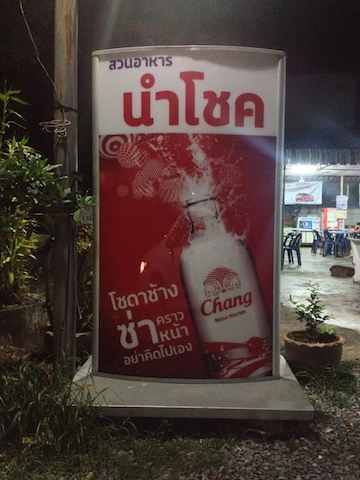 สวนอาหาร
นำโชค
Chang
SODA WATER
โซดาช้าง
ซ่า คราว
หน้า
อย่าคิดไปเอง